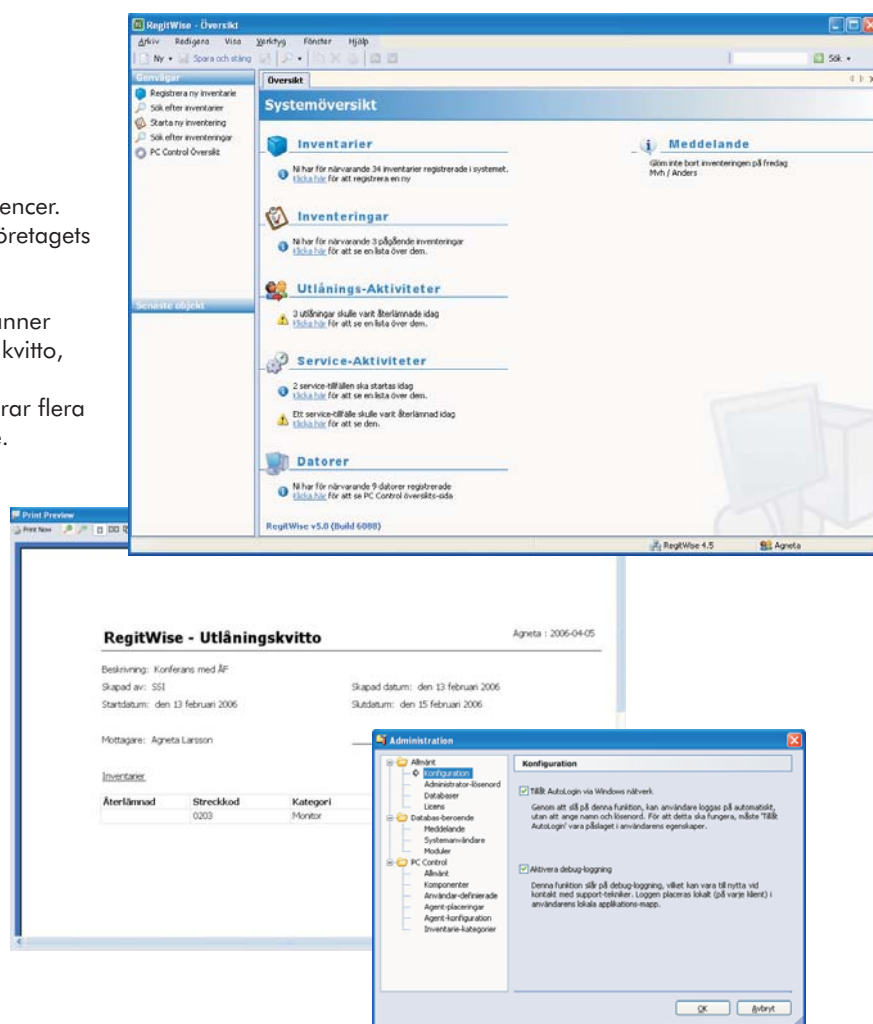 encer.
öretagets
nner
kvitto,
rar flera
.
RegitWise - Översikt
Arkiv Redigera Visa Verktyg Fönster Hjälp
Ny Spara och stäng Sök
Genvägar
Registrera ny inventarie
Sök efter inventarier
Starta ny inventering
Sök efter inventeringar
PC Control Översikt
Senaste objekt
Översikt
Systemöversikt
Inventarier
Ni har för närvarande 34 inventarier registrerade i systemet.
Klicka här för att registrera en ny
Inventeringar
Ni har för närvarande 3 pågående inventeringar
Klicka här för att se en lista över dem.
Utlånings-Aktiviteter
3 utlåningar skulle varit återlämnade idag
Klicka här för att se en lista över dem.
Service-Aktiviteter
2 service-tillfällen ska startas idag
Klicka här för att se en lista över dem.
Ett service-tillfälle skulle varit återlämnad idag
Klicka här för att se den.
Datorer
Ni har för närvarande 9 datorer registrerade
Klicka här för att se PC Control översikts-sida
RegitWise v5.0 (Build 6088)
Meddelande
Glöm inte bort inventeringen på fredag
Mvh / Anders
RegitWise 4.5 Agneta
Print Preview
Print Now
RegitWise - Utlåningskvitto
Agneta : 2006-04-05
Beskrivning: Konferans med ÅF
Skapad av: SSI Skapad datum: den 13 februari 2006
Startdatum: den 13 februari 2006 Slutdatum: den 15 februari 2006
Mottagare: Agneta Larsson
Inventarier
Återlämnad Streckkod Kategori
0203 Monitor
Administration
Allmänt
Konfiguration
Administrator-lösenord
Databaser
Licens
Databas-beroende
Meddelande
Systemanvändare
Moduler
PC Control
Allmänt
Komponenter
Användar-definierade
Agent-placeringar
Agent-konfiguration
Inventarie-kategorier
Konfiguration
Tillåt AutoLogin via Windows nätverk
Genom att slå på denna funktion, kan användare loggas på automatiskt,
utan att ange namn och lösenord. För att detta ska fungera, måste 'Tillåt
AutoLogin' vara påslaget i användarens egenskaper.
Aktivera debug-loggning
Denna funktion slår på debug-loggning, vilket kan vara till nytta vid
kontakt med support-tekniker. Loggen placeras lokalt (på varje klient) i
användarens lokala applikations-mapp.
OK Avbryt